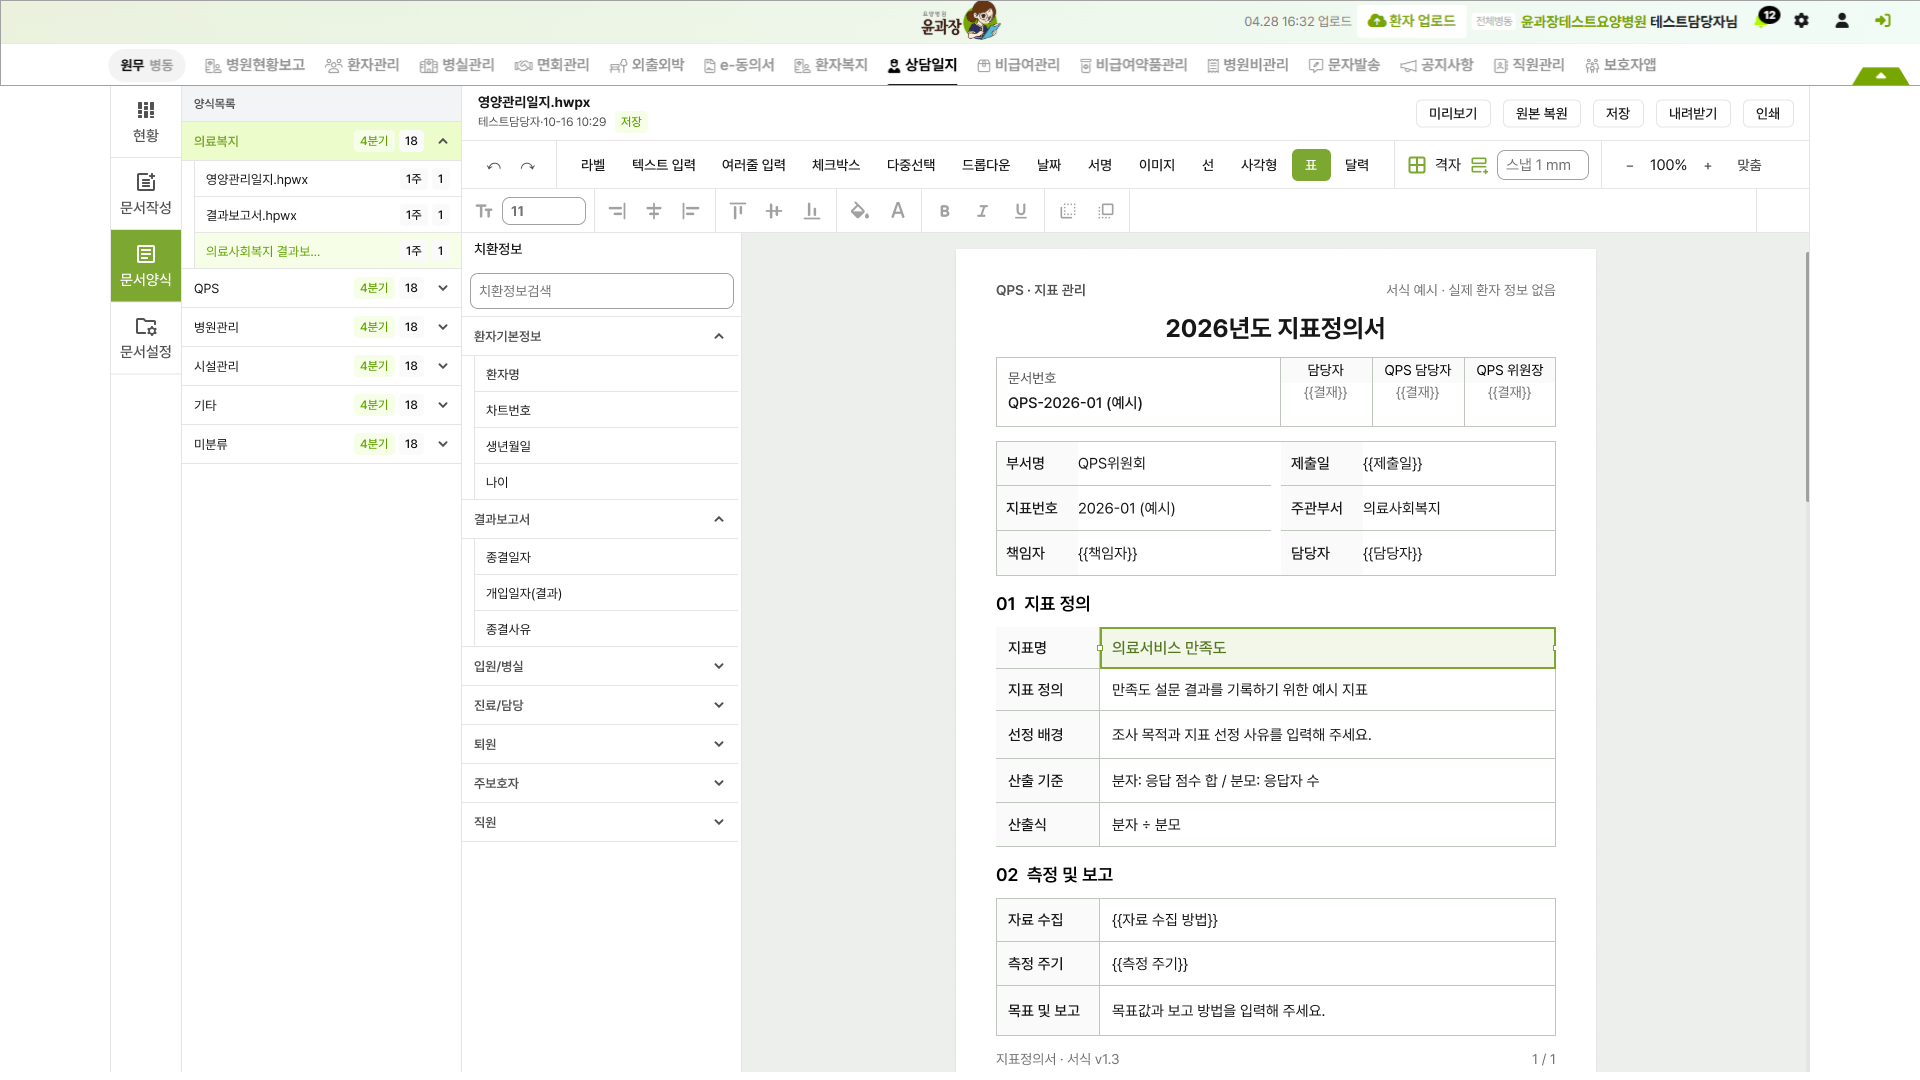 요양병원
윤과장
04.28 16:32 업로드
환자 업로드
전체병동
윤과장테스트요양병원 테스트담당자님
12
원무 병동
병원현황보고
환자관리
병실관리
면회관리
외출외박
e-동의서
환자복지
상담일지
비급여관리
비급여약품관리
병원비관리
문자발송
공지사항
직원관리
보호자앱
현황
문서작성
문서양식
문서설정
양식목록
의료복지 4분기 18
영양관리일지.hpwx 1주 1
결과보고서.hpwx 1주 1
의료사회복지 결과보... 1주 1
QPS 4분기 18
병원관리 4분기 18
시설관리 4분기 18
기타 4분기 18
미분류 4분기 18
영양관리일지.hwpx
테스트담당자·10-16 10:29 저장
미리보기
원본 복원
저장
내려받기
인쇄
라벨
텍스트 입력
여러줄 입력
체크박스
다중선택
드롭다운
날짜
서명
이미지
선
사각형
표
달력
격자
스냅 1 mm
− 100% +
맞춤
Tт
11
A
B
I
U
치환정보
치환정보검색
환자기본정보
환자명
차트번호
생년월일
나이
결과보고서
종결일자
개입일자(결과)
종결사유
입원/병실
진료/담당
퇴원
주보호자
직원
QPS · 지표 관리
서식 예시 · 실제 환자 정보 없음
2026년도 지표정의서
문서번호
QPS-2026-01 (예시)
담당자 QPS 담당자 QPS 위원장
{{결재}} {{결재}} {{결재}}
부서명 QPS위원회 제출일 {{제출일}}
지표번호 2026-01 (예시) 주관부서 의료사회복지
책임자 {{책임자}} 담당자 {{담당자}}
01 지표 정의
지표명 의료서비스 만족도
지표 정의 만족도 설문 결과를 기록하기 위한 예시 지표
선정 배경 조사 목적과 지표 선정 사유를 입력해 주세요.
산출 기준 분자: 응답 점수 합 / 분모: 응답자 수
산출식 분자 ÷ 분모
02 측정 및 보고
자료 수집 {{자료 수집 방법}}
측정 주기 {{측정 주기}}
목표 및 보고 목표값과 보고 방법을 입력해 주세요.
지표정의서 · 서식 v1.3
1 / 1